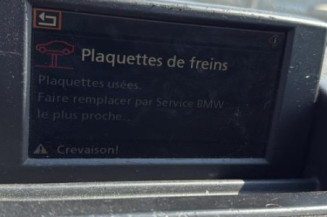 Plaquettes de freins
Plaquettes usées.
Faire remplacer par Service BMW
le plus proche.
Crevaison!